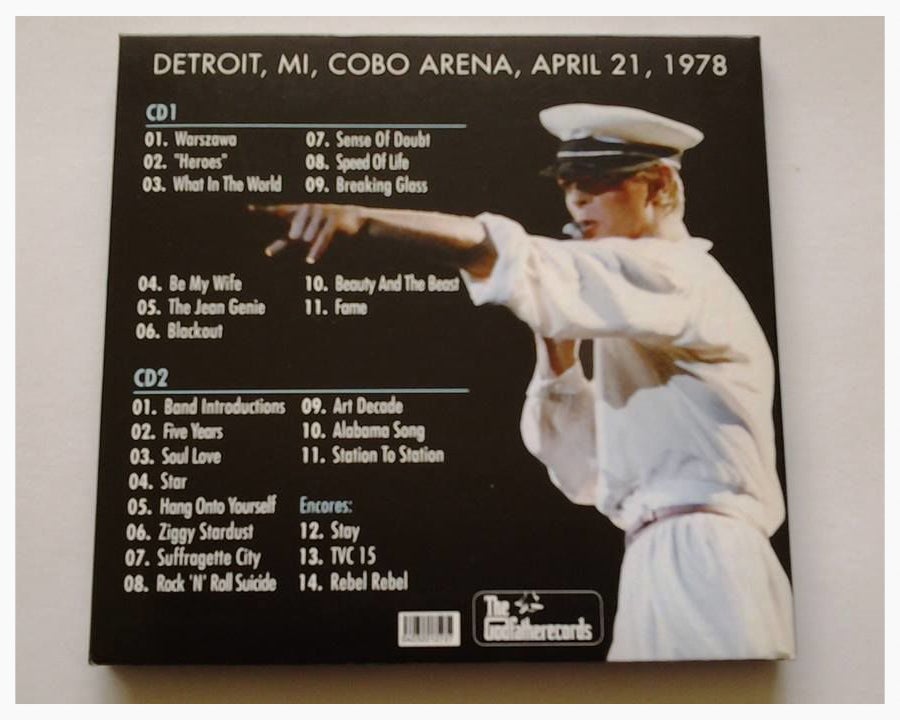 DETROIT, MI, COBO ARENA, APRIL 21, 1978
CD1
01. Warszawa
02. "Heroes"
03. What In The World
04. Be My Wife
05. The Jean Genie
06. Blackout
07. Sense Of Doubt
08. Speed Of Life
09. Breaking Glass
10. Beauty And The Beast
11. Fame
CD2
01. Band Introductions
02. Five Years
03. Soul Love
04. Star
05. Hang Onto Yourself
06. Ziggy Stardust
07. Suffragette City
08. Rock 'N' Roll Suicide
09. Art Decade
10. Alabama Song
11. Station To Station
Encores:
12. Stay
13. TVC 15
14. Rebel Rebel
The
Godfatherecords